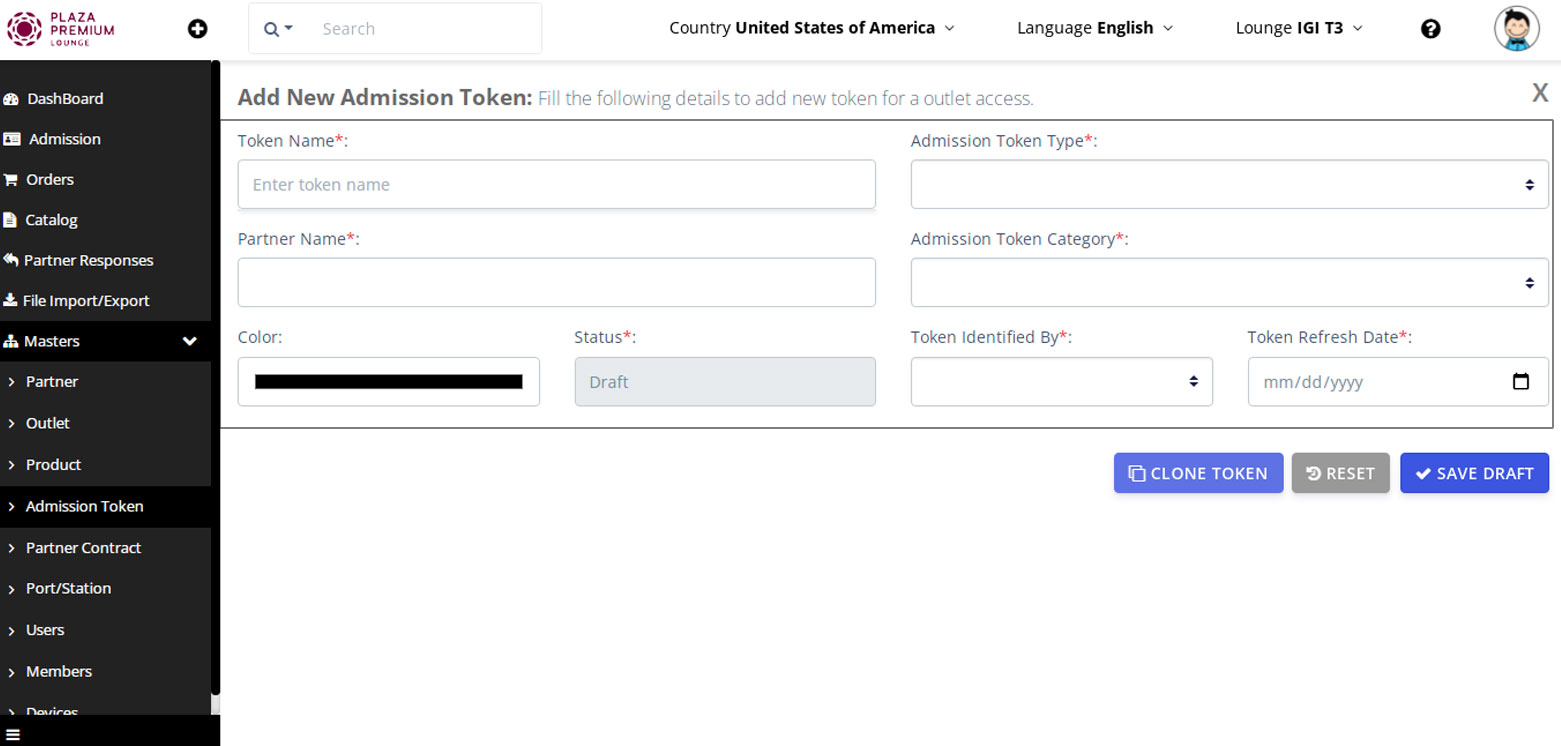 PLAZA
PREMIUM
LOUNGE
Search
Country United States of America
Language English
Lounge IGI T3
DashBoard
Admission
Orders
Catalog
Partner Responses
File Import/Export
Masters
Partner
Outlet
Product
Admission Token
Partner Contract
Port/Station
Users
Members
Devices
Add New Admission Token: Fill the following details to add new token for a outlet access.
X
Token Name*:
Enter token name
Admission Token Type*:
Partner Name*:
Admission Token Category*:
Color:
Status*:
Draft
Token Identified By*:
Token Refresh Date*:
mm/dd/yyyy
CLONE TOKEN
RESET
SAVE DRAFT